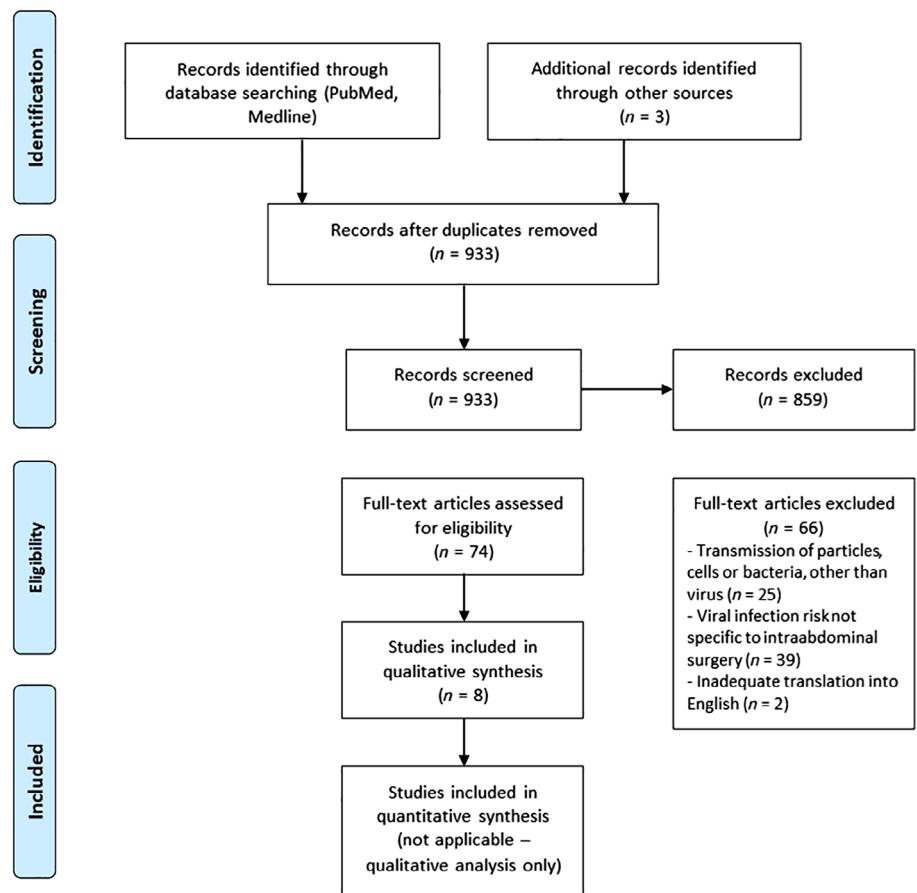 Identification
Records identified through
database searching (PubMed,
Medline)
Additional records identified
through other sources
(n = 3)
Records after duplicates removed
(n = 933)
Screening
Records screened
(n = 933)
Records excluded
(n = 859)
Eligibility
Full-text articles assessed
for eligibility
(n = 74)
Full-text articles excluded
(n = 66)
- Transmission of particles,
cells or bacteria, other than
virus (n = 25)
- Viral infection risk not
specific to intraabdominal
surgery (n = 39)
- Inadequate translation into
English (n = 2)
Studies included in
qualitative synthesis
(n = 8)
Included
Studies included in
quantitative synthesis
(not applicable –
qualitative analysis only)